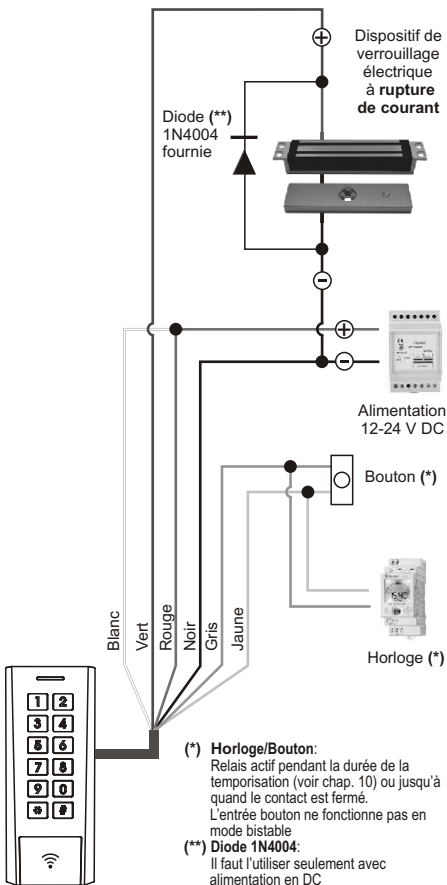 Dispositif de
verrouillage
électrique
à rupture
de courant
+
Diode (**)
1N4004
fournie
-
+
-
Alimentation
12-24 V DC
Bouton (*)
Horloge (*)
Blanc
Vert
Rouge
Noir
Gris
Jaune
1 2
3 4
5 6
7 8
9 0
* #
(*) Horloge/Bouton:
Relais actif pendant la durée de la
temporisation (voir chap. 10) ou jusqu'à
quand le contact est fermé.
L'entrée bouton ne fonctionne pas en
mode bistable
(**) Diode 1N4004:
Il faut l'utiliser seulement avec
alimentation en DC